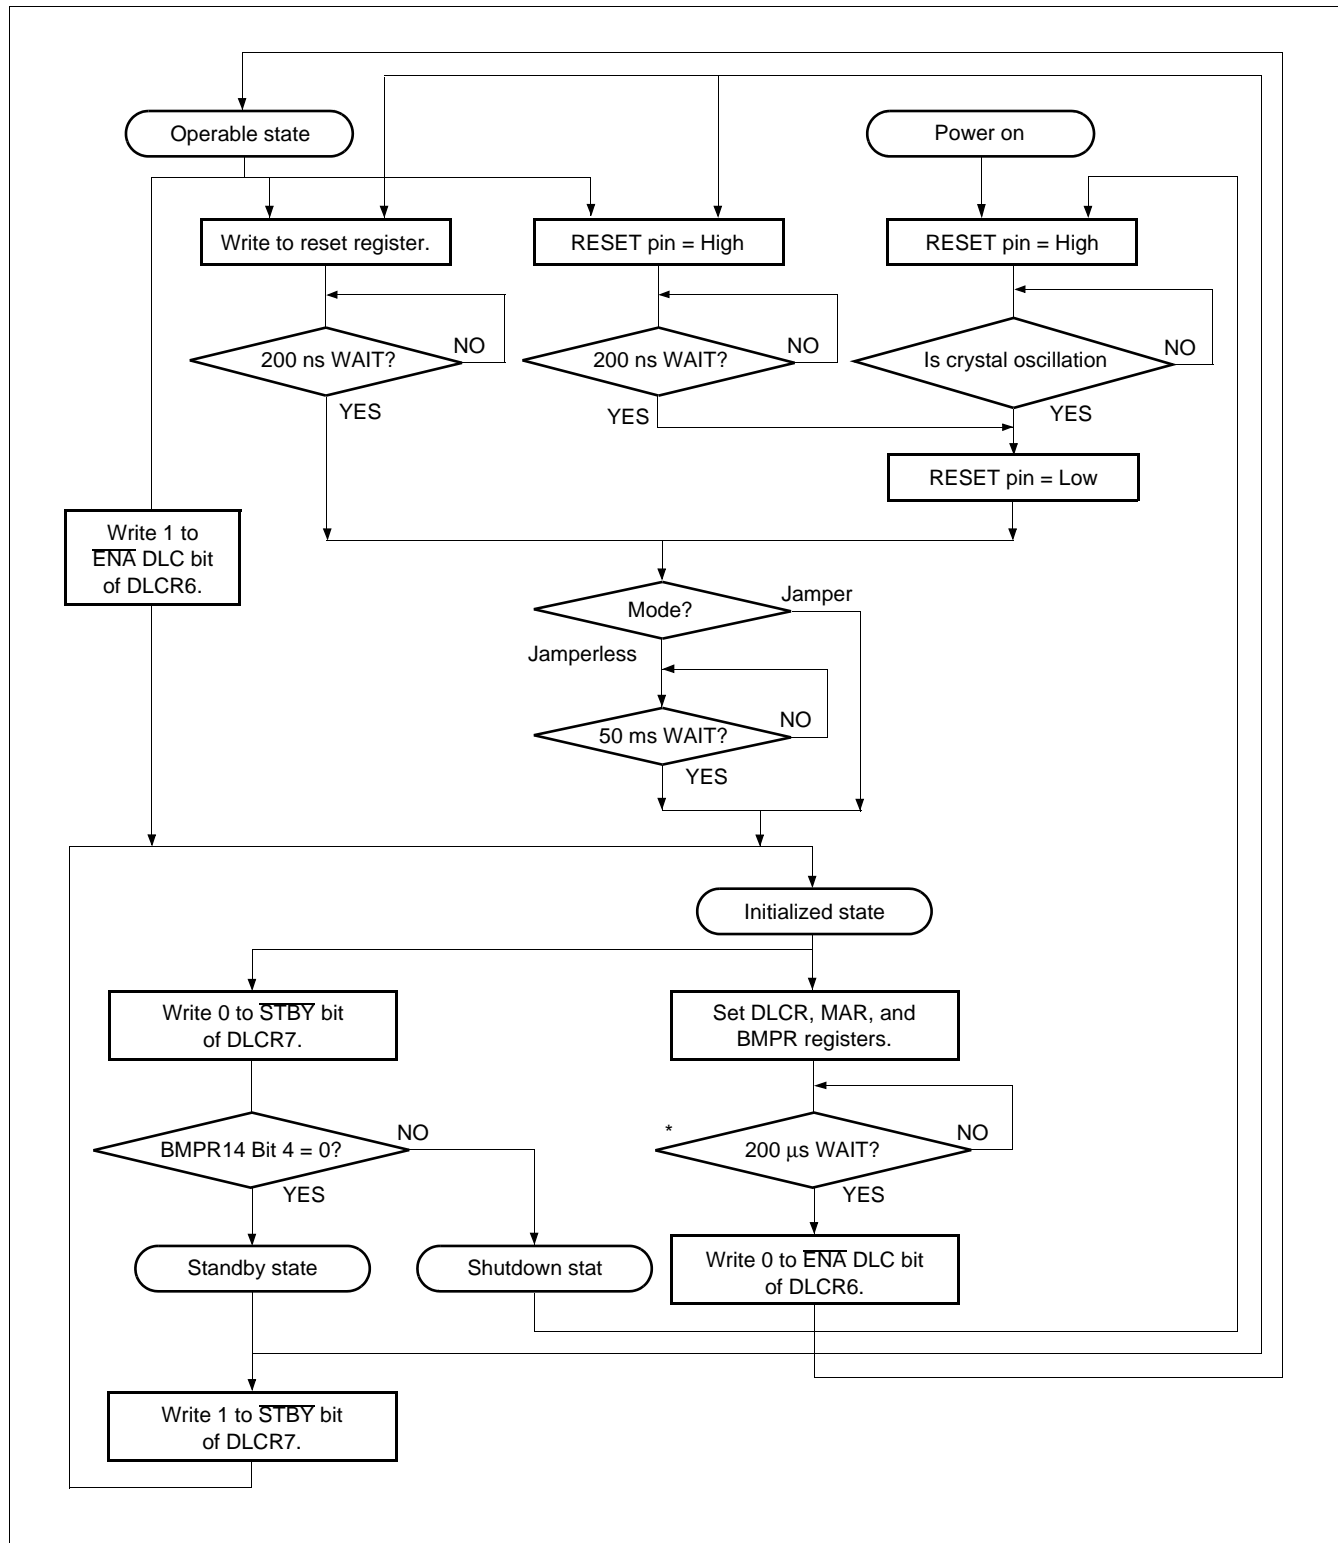 Operable state
Power on
Write to reset register.
RESET pin = High
RESET pin = High
200 ns WAIT?
NO
200 ns WAIT?
NO
Is crystal oscillation
NO
YES
YES
YES
RESET pin = Low
Write 1 to
ENA DLC bit
of DLCR6.
Mode?
Jamper
Jamperless
50 ms WAIT?
NO
YES
Initialized state
Write 0 to STBY bit
of DLCR7.
Set DLCR, MAR, and
BMPR registers.
BMPR14 Bit 4 = 0?
NO
YES
*
200 μs WAIT?
NO
YES
Standby state
Shutdown stat
Write 0 to ENA DLC bit
of DLCR6.
Write 1 to STBY bit
of DLCR7.